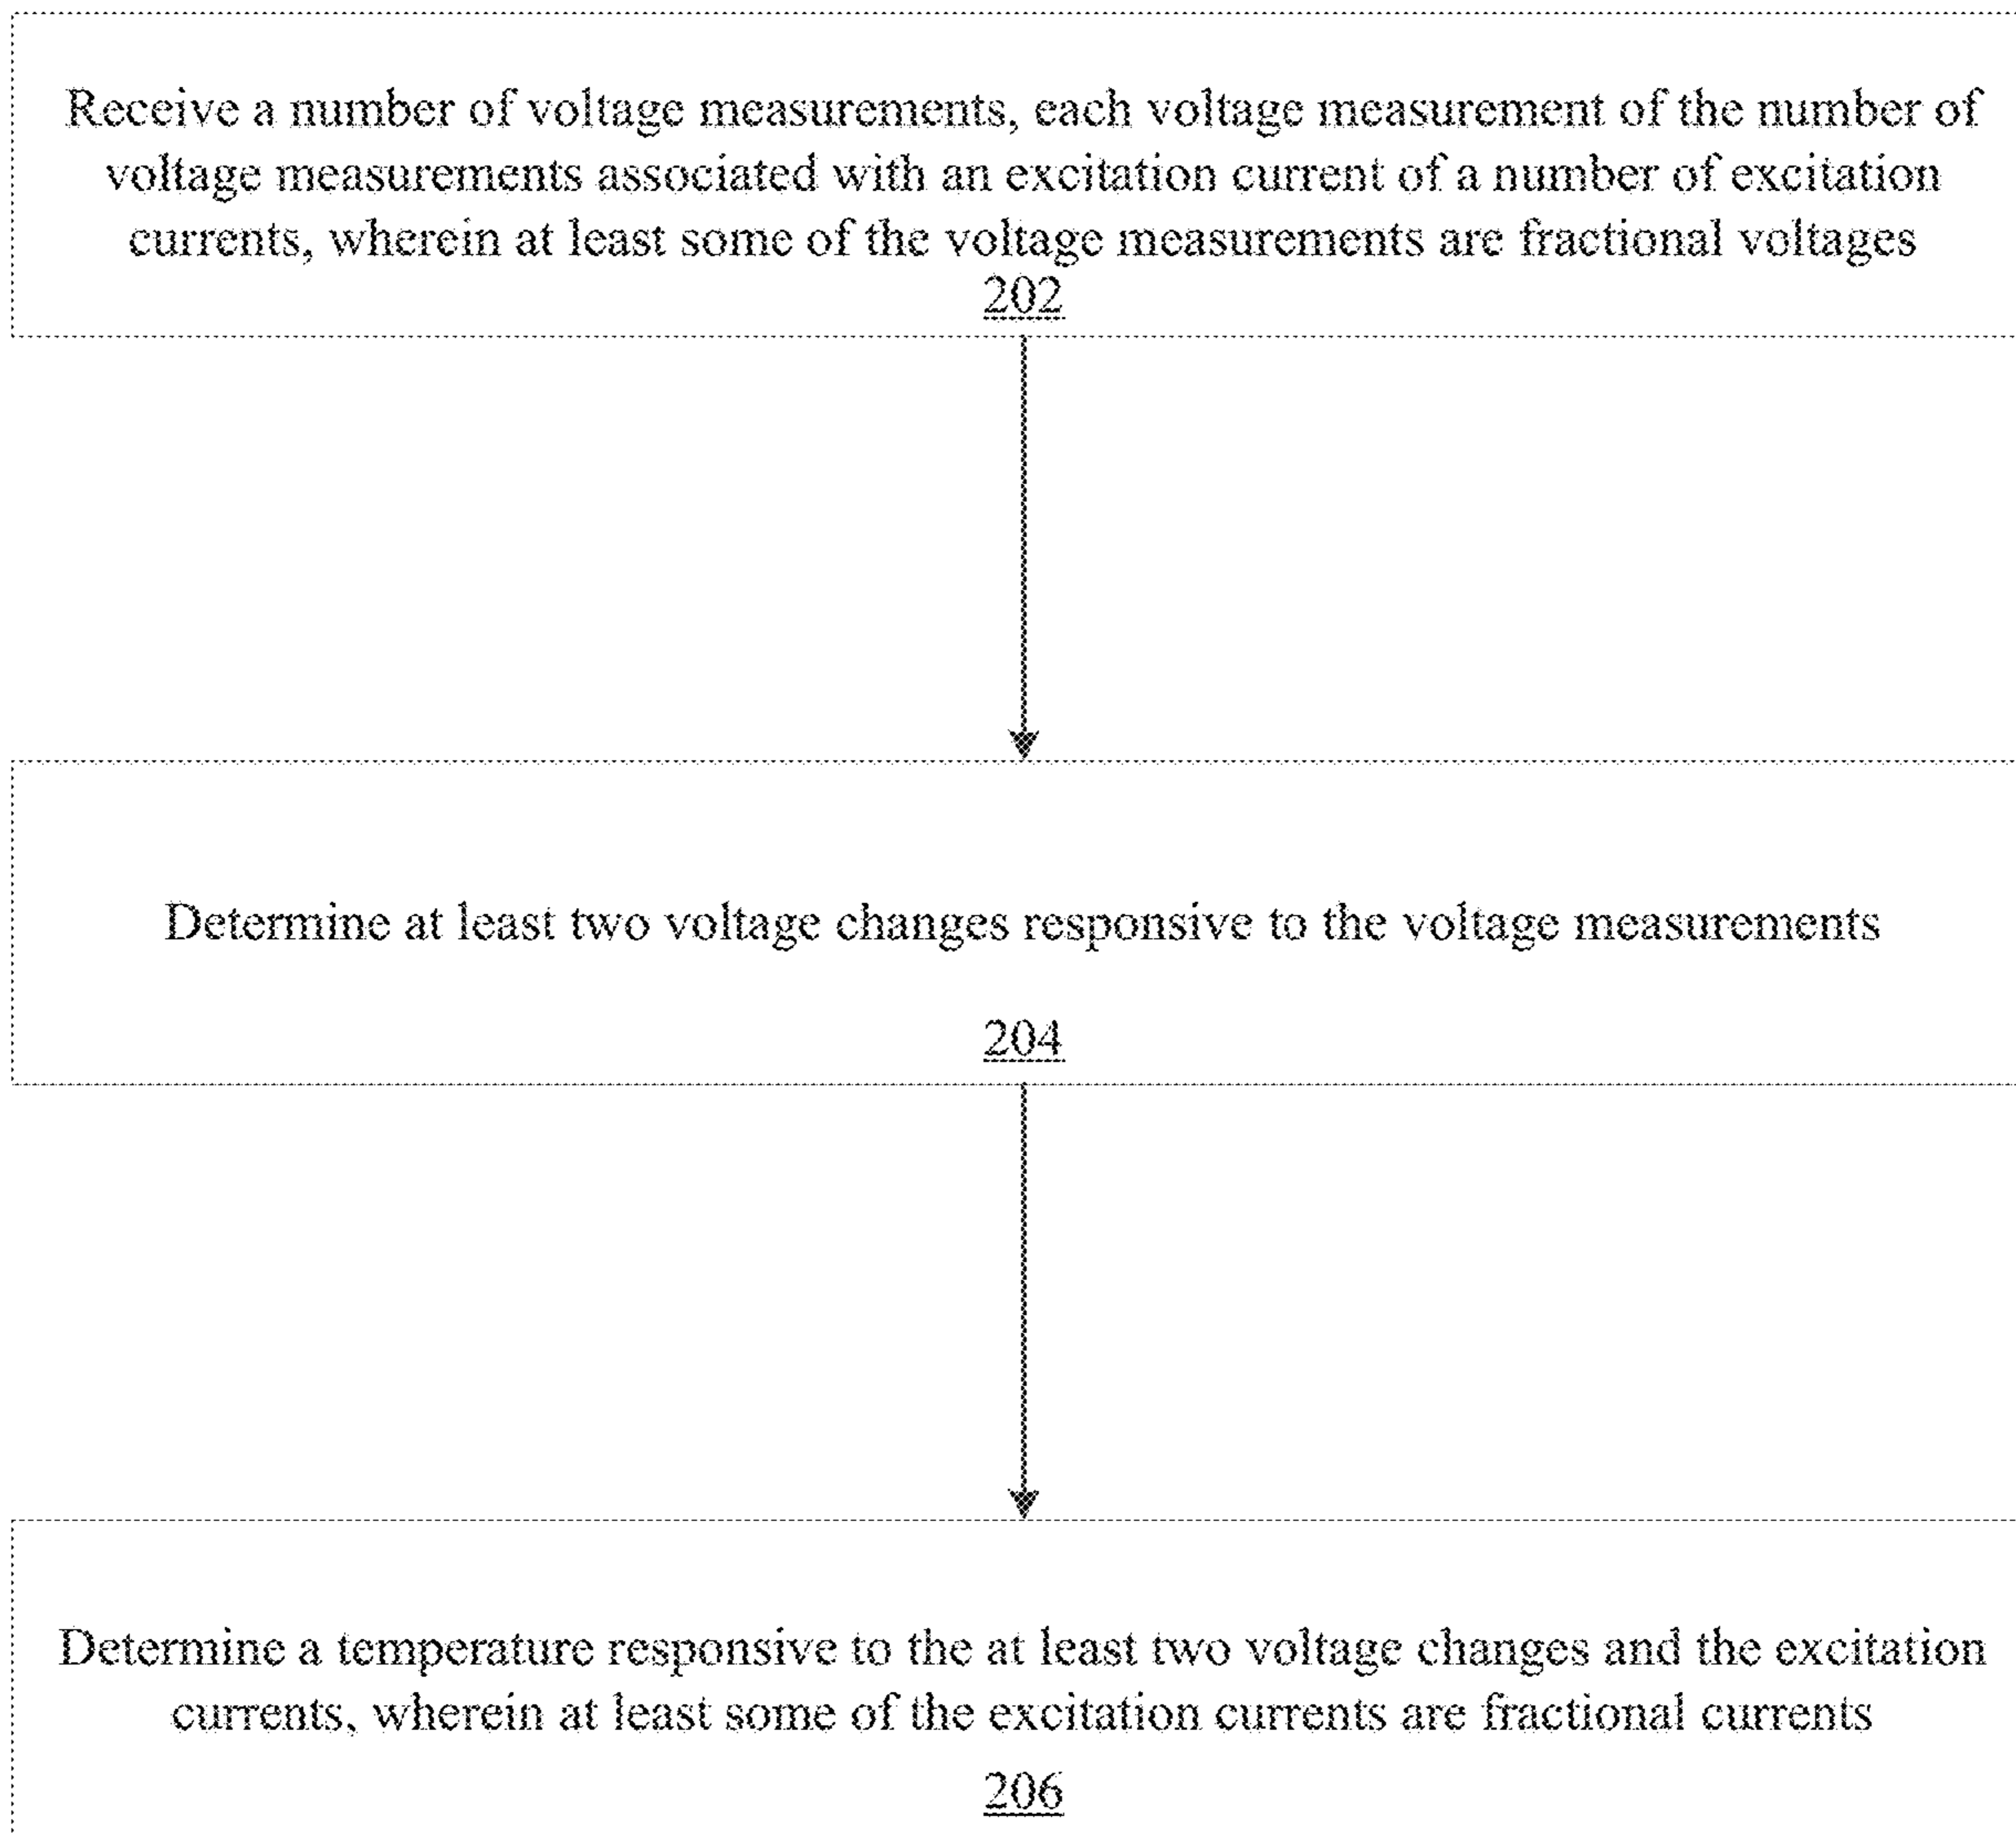 Receive a number of voltage measurements, each voltage measurement of the number of
voltage measurements associated with an excitation current of a number of excitation
currents, wherein at least some of the voltage measurements are fractional voltages
202
Determine at least two voltage changes responsive to the voltage measurements
204
Determine a temperature responsive to the at least two voltage changes and the excitation
currents, wherein at least some of the excitation currents are fractional currents
206